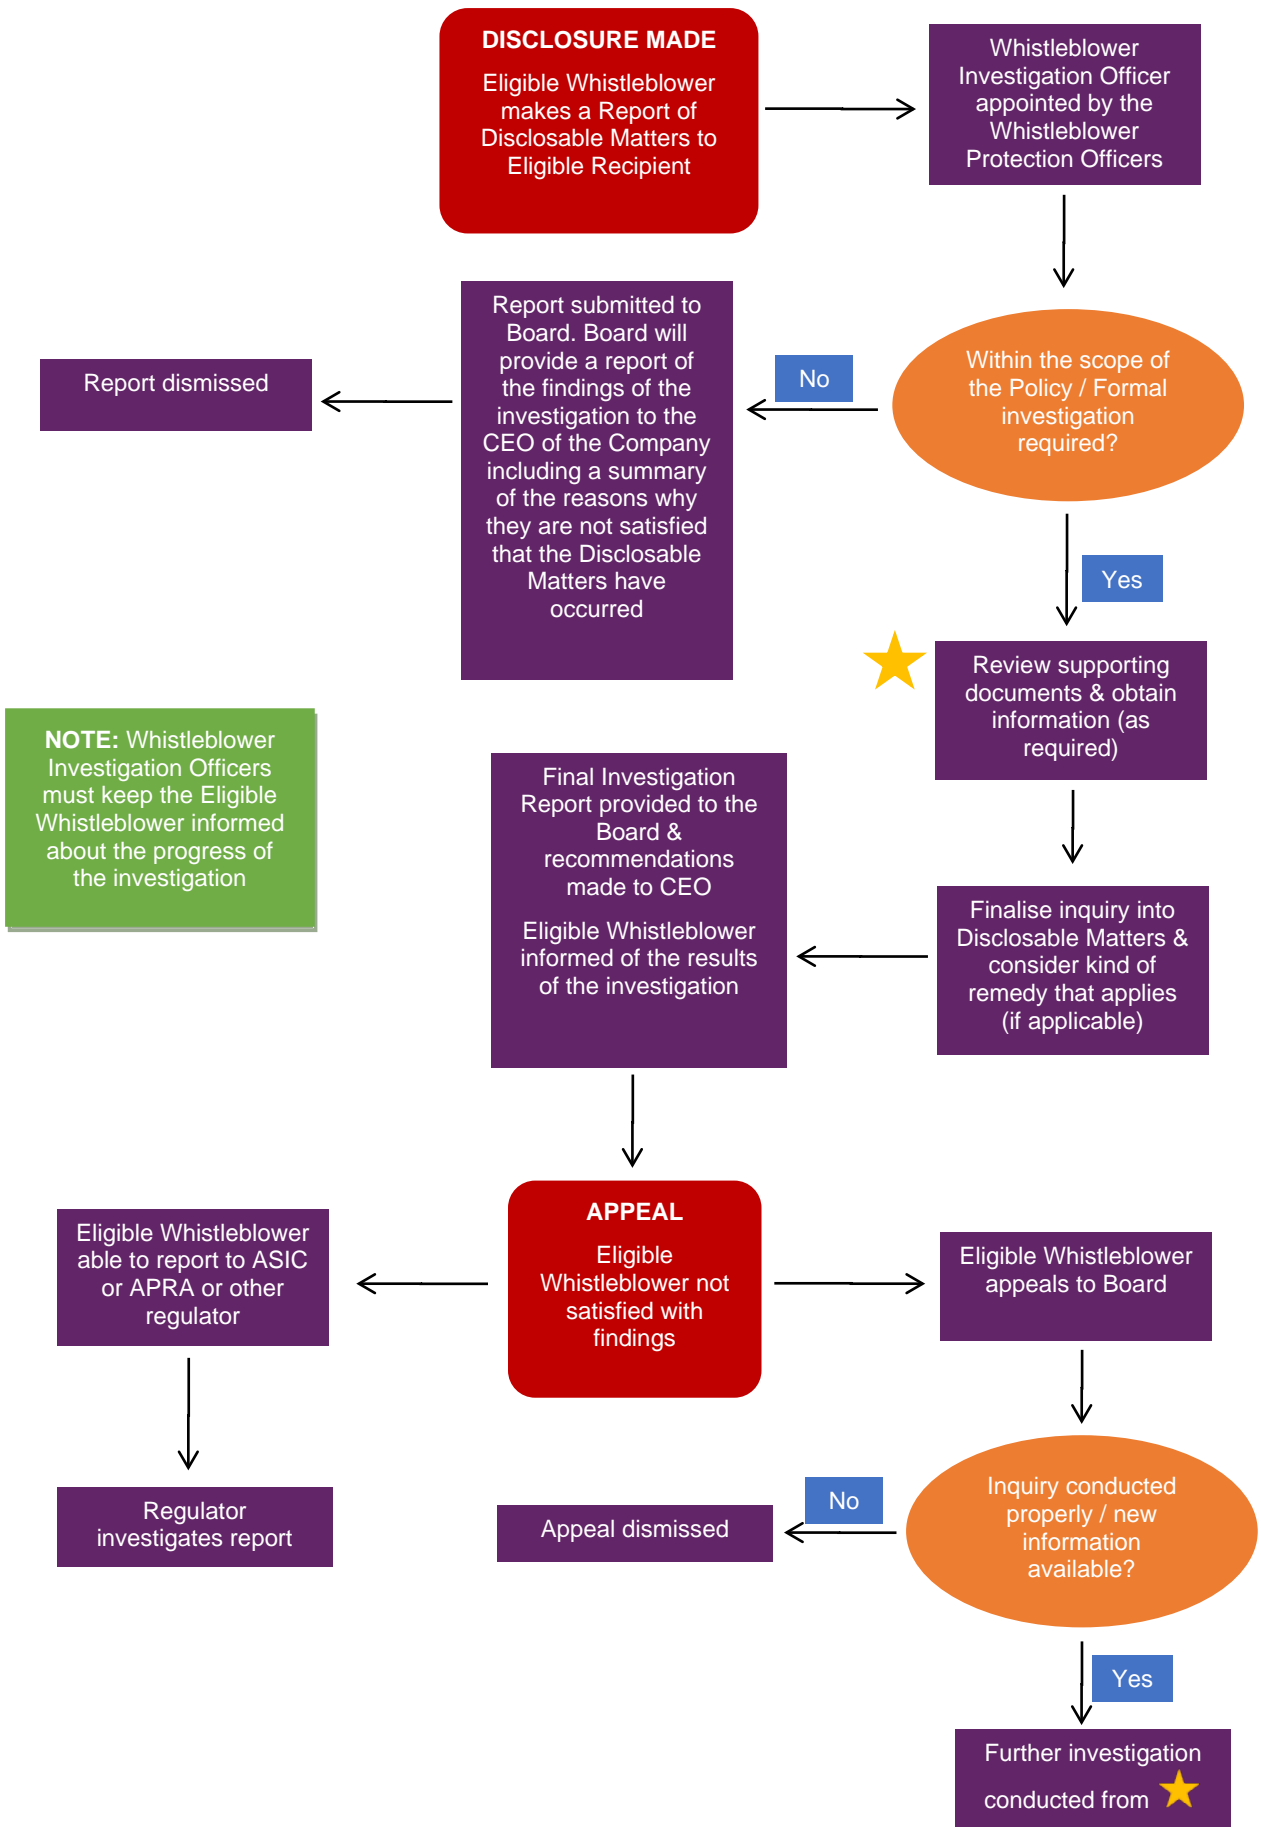 DISCLOSURE MADE
Eligible Whistleblower
makes a Report of
Disclosable Matters to
Eligible Recipient
Whistleblower
Investigation Officer
appointed by the
Whistleblower
Protection Officers
Within the scope of
the Policy / Formal
investigation
required?
No
Report submitted to
Board. Board will
provide a report of
the findings of the
investigation to the
CEO of the Company
including a summary
of the reasons why
they are not satisfied
that the Disclosable
Matters have
occurred
Report dismissed
Yes
Review supporting
documents & obtain
information (as
required)
NOTE: Whistleblower
Investigation Officers
must keep the Eligible
Whistleblower informed
about the progress of
the investigation
Finalise inquiry into
Disclosable Matters &
consider kind of
remedy that applies
(if applicable)
Final Investigation
Report provided to the
Board &
recommendations
made to CEO
Eligible Whistleblower
informed of the results
of the investigation
APPEAL
Eligible
Whistleblower not
satisfied with
findings
Eligible Whistleblower
able to report to ASIC
or APRA or other
regulator
Regulator
investigates report
Eligible Whistleblower
appeals to Board
Inquiry conducted
properly / new
information
available?
No
Appeal dismissed
Yes
Further investigation
conducted from